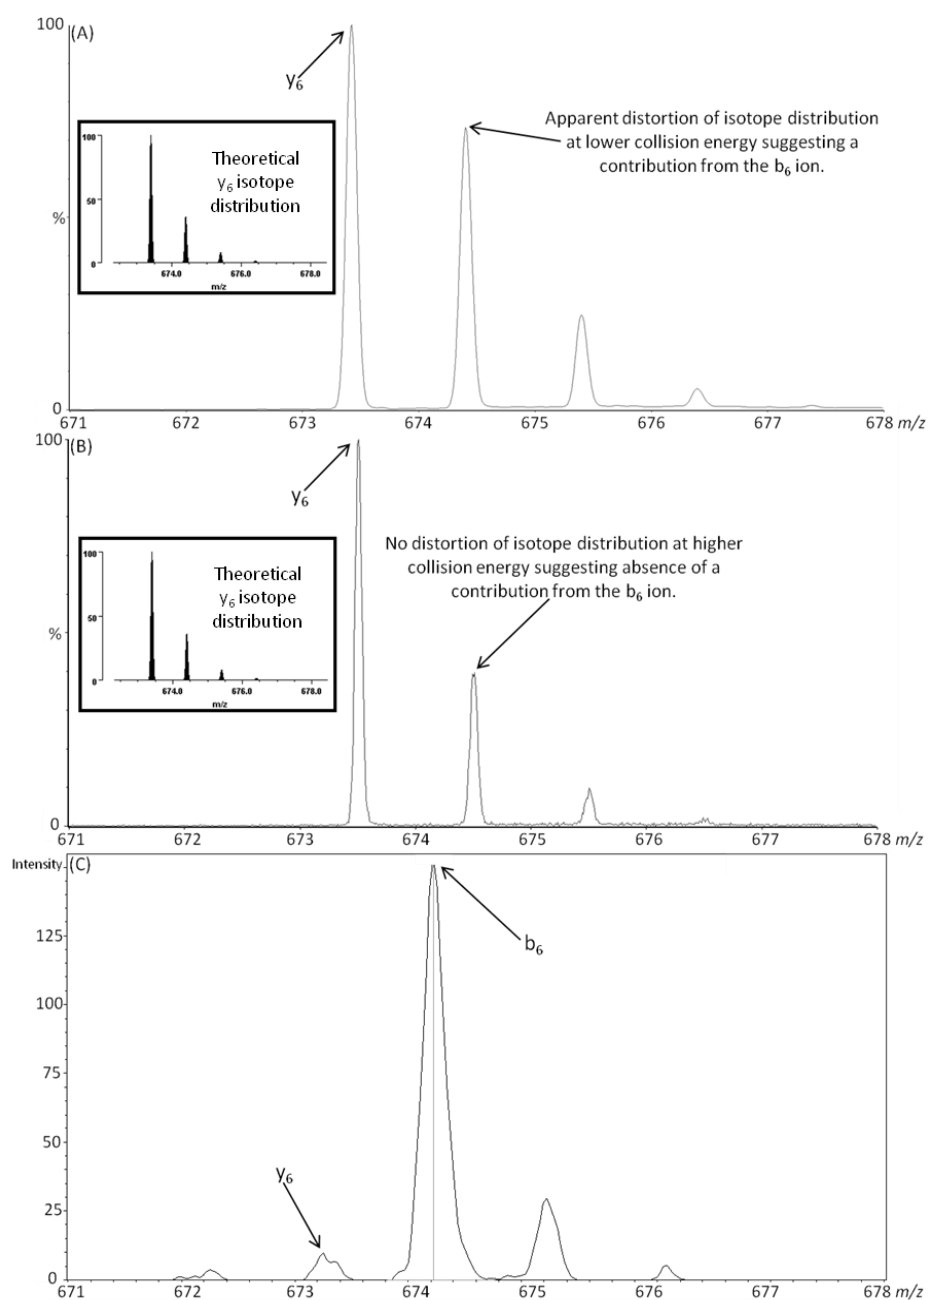 100
(A)
y6
Apparent distortion of isotope distribution
at lower collision energy suggesting a
contribution from the b6 ion.
100
50
0
Theoretical
y6 isotope
distribution
674.0 676.0 678.0
m/z
%
0
671 672 673 674 675 676 677 678 m/z
100
(B)
y6
No distortion of isotope distribution at higher
collision energy suggesting absence of a
contribution from the b6 ion.
100
50
0
Theoretical
y6 isotope
distribution
674.0 676.0 678.0
m/z
%
0
671 672 673 674 675 676 677 678 m/z
Intensity
(C)
b6
125
100
75
50
y6
25
0
671 672 673 674 675 676 677 678 m/z